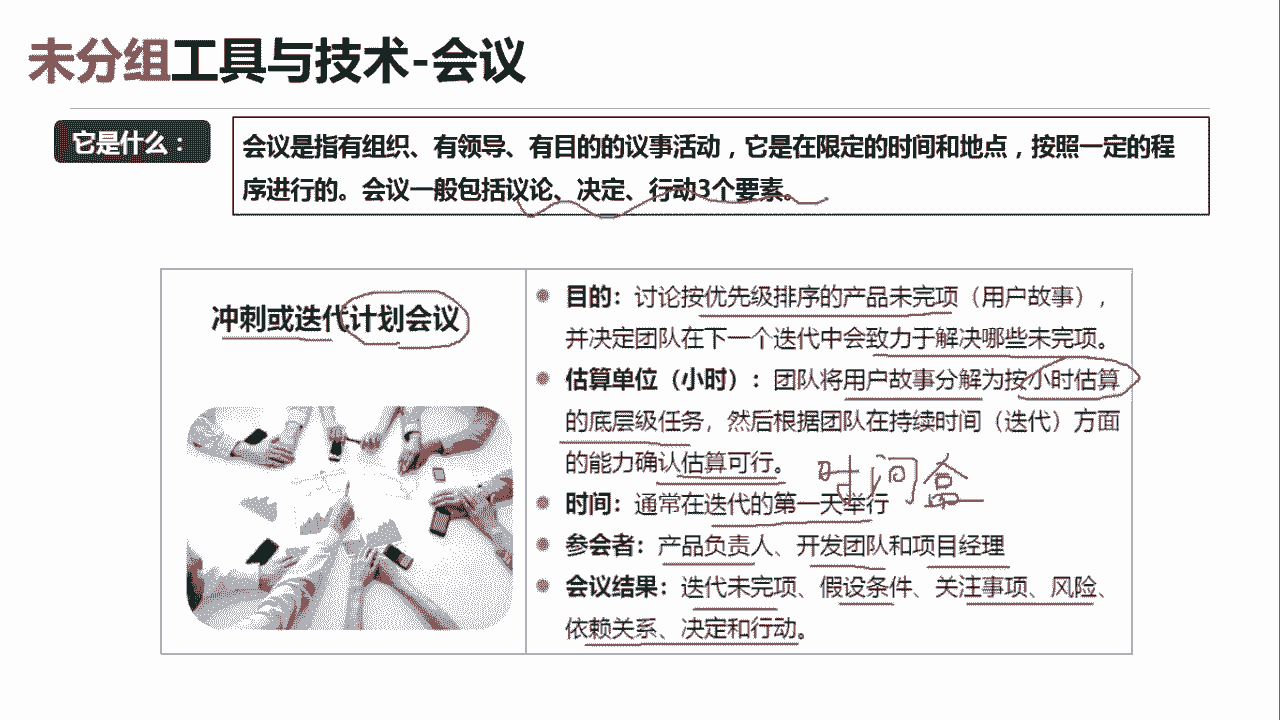 未分组工具与技术-会议
它是什么：
会议是指有组织、有领导、有目的的议事活动，它是在限定的时间和地点，按照一定的程
序进行的。会议一般包括议论、决定、行动3个要素。
冲刺或迭代计划会议
目的：讨论按优先级排序的产品未完项（用户故事），
并决定团队在下一个迭代中会致力于解决哪些未完项。
估算单位（小时）：团队将用户故事分解为按小时估算
的底层级任务，然后根据团队在持续时间（迭代）方面
的能力确认估算可行。
时间盒
时间：通常在迭代的第一天举行
参会者：产品负责人、开发团队和项目经理
会议结果：迭代未完项、假设条件、关注事项、风险、
依赖关系、决定和行动。